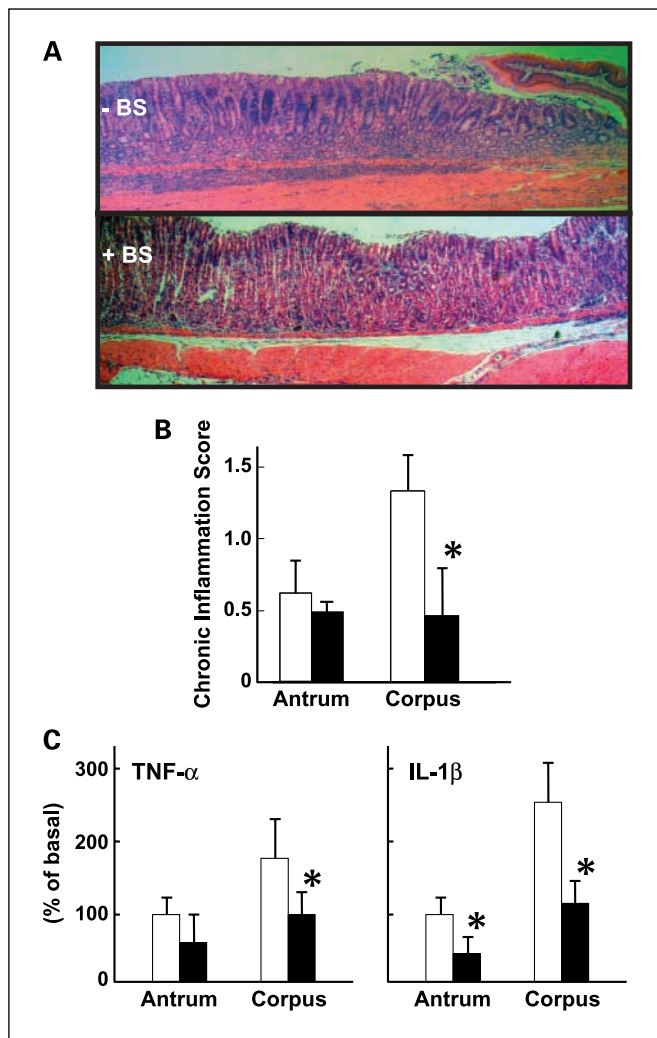 A
- BS
+ BS
B
Chronic Inflammation Score
1.5
1.0
0.5
0
*
Antrum
Corpus
C
(% of basal)
300
200
100
0
TNF-α
*
Antrum
Corpus
IL-1β
*
*
Antrum
Corpus